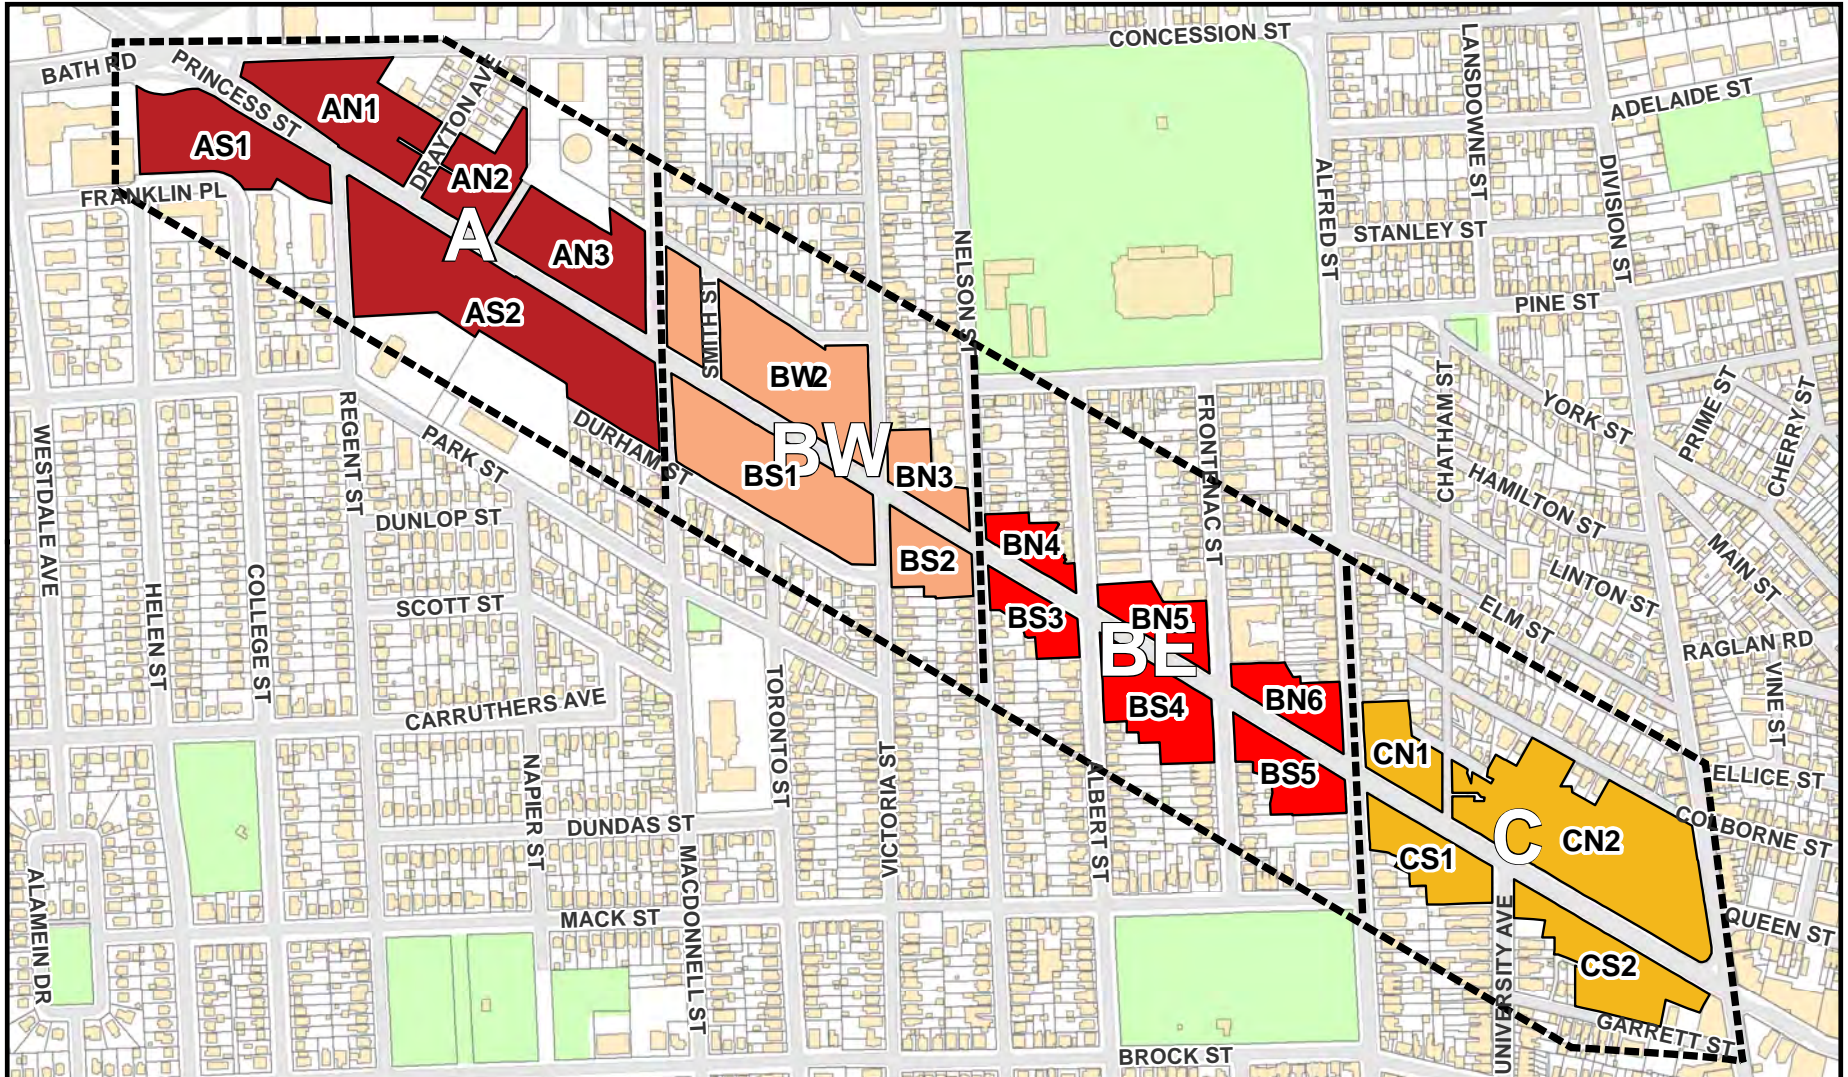 CONCESSION ST
BATH RD
PRINCESS ST
DRAYTON AVE
LANSDOWNE ST
ADELAIDE ST
AN1
AS1
AN2
FRANKLIN PL
A
AN3
AS2
NELSON ST
ALFRED ST
STANLEY ST
DIVISION ST
PINE ST
SMITH ST
BW2
BW
BS1
BN3
BS2
WESTDALE AVE
REGENT ST
PARK ST
DURHAM ST
DUNLOP ST
FRONTENAC ST
CHATHAM ST
YORK ST
PRIME ST
CHERRY ST
HAMILTON ST
MAIN ST
LINTON ST
ELM ST
RAGLAN RD
VINE ST
BN4
BS3
BN5
BE
BS4
BN6
BS5
HELEN ST
COLLEGE ST
SCOTT ST
CARRUTHERS AVE
TORONTO ST
NAPIER ST
VICTORIA ST
ALBERT ST
CN1
C
CN2
CS1
CS2
ELLICE ST
COLBORNE ST
QUEEN ST
DUNDAS ST
MACDONNELL ST
ALAMEIN DR
MACK ST
UNIVERSITY AVE
GARRETT ST
BROCK ST